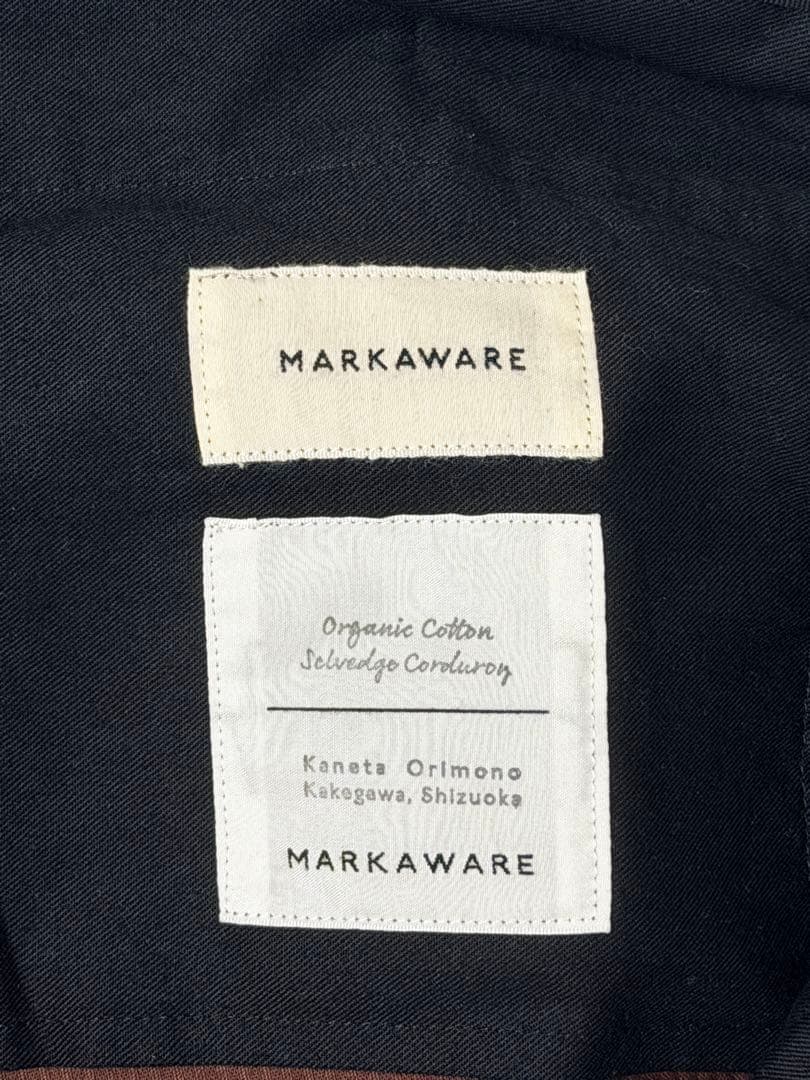 MARKAWARE
Organic Cotton
Selvedge Corduroy
Kaneta Orimono
Kakegawa, Shizuoka
MARKAWARE